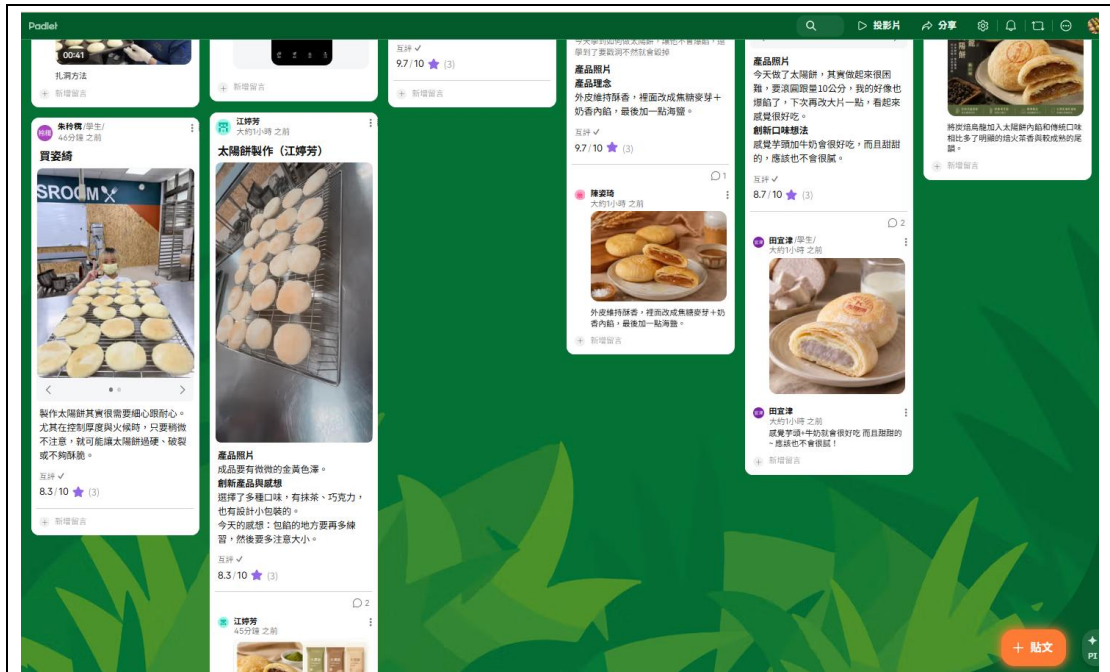 Padlet
投影片
分享
00:41
扎洞方法
新增留言
朱柃樲/學生/
46分鐘 之前
買姿綺
SROOM
製作太陽餅其實很需要細心跟耐心。
尤其在控制厚度與火候時,只要稍微
不注意,就可能讓太陽餅過硬、破裂
或不夠酥脆。
互評
8.3/10 (3)
新增留言
新增留言
江婷芳
大約1小時 之前
太陽餅製作(江婷芳)
產品照片
成品要有微微的金黃色澤。
創新產品與感想
選擇了多種口味,有抹茶、巧克力,
也有設計小包裝的。
今天的感想:包餡的地方要再多練
習,然後要多注意大小。
互評
8.3/10 (3)
2
江婷芳
45分鐘 之前
互評
9.7/10 (3)
新增留言
學到了要戳洞不然就會毀掉
產品照片
產品理念
外皮維持酥香,裡面改成焦糖麥芽+
奶香內餡,最後加一點海鹽。
互評
9.7/10 (3)
1
陳姿琦
大約1小時 之前
外皮維持酥香,裡面改成焦糖麥芽+奶
香內餡,最後加一點海鹽。
新增留言
產品照片
今天做了太陽餅,其實做起來很困
難,要滾圓跟量10公分,我的好像也
爆餡了,下次再改大片一點,看起來
感覺很好吃。
創新口味想法
感覺芋頭加牛奶會很好吃,而且甜甜
的,應該也不會很膩。
互評
8.7/10 (3)
2
田宜津/學生/
大約1小時 之前
田宜津
大約1小時 之前
感覺芋頭+牛奶就會很好吃 而且甜甜的
~ 應該也不會很膩!
新增留言
陽餅
將炭焙烏龍加入太陽餅內餡和傳統口味
相比多了明顯的焙火茶香與較成熟的尾
韻。
新增留言
+ 貼文
PI